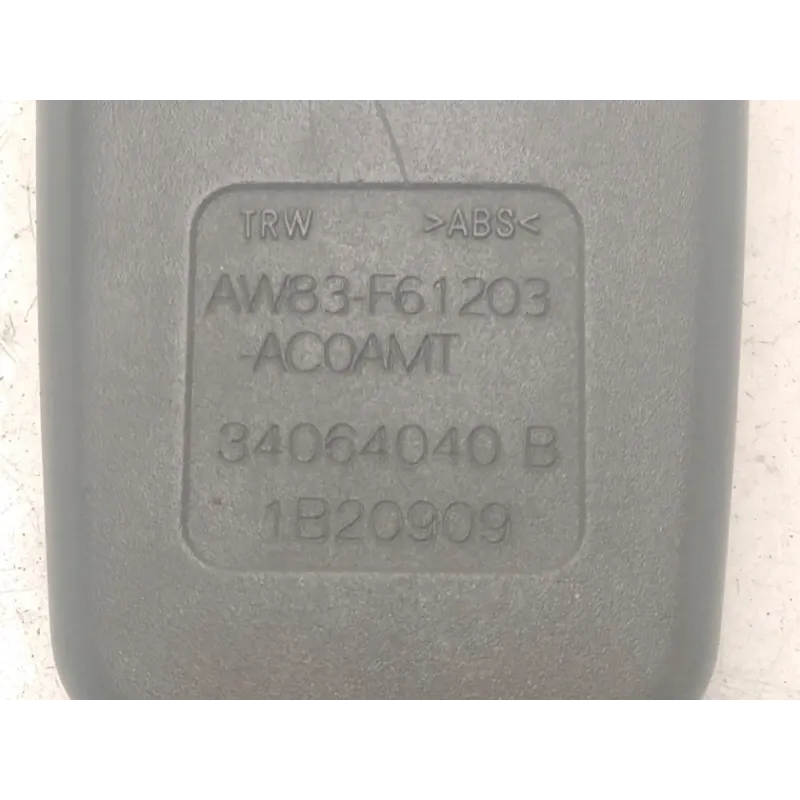 TRW >ABS<
AW83-F61203
-AC0AMT
34064040 B
1B20909